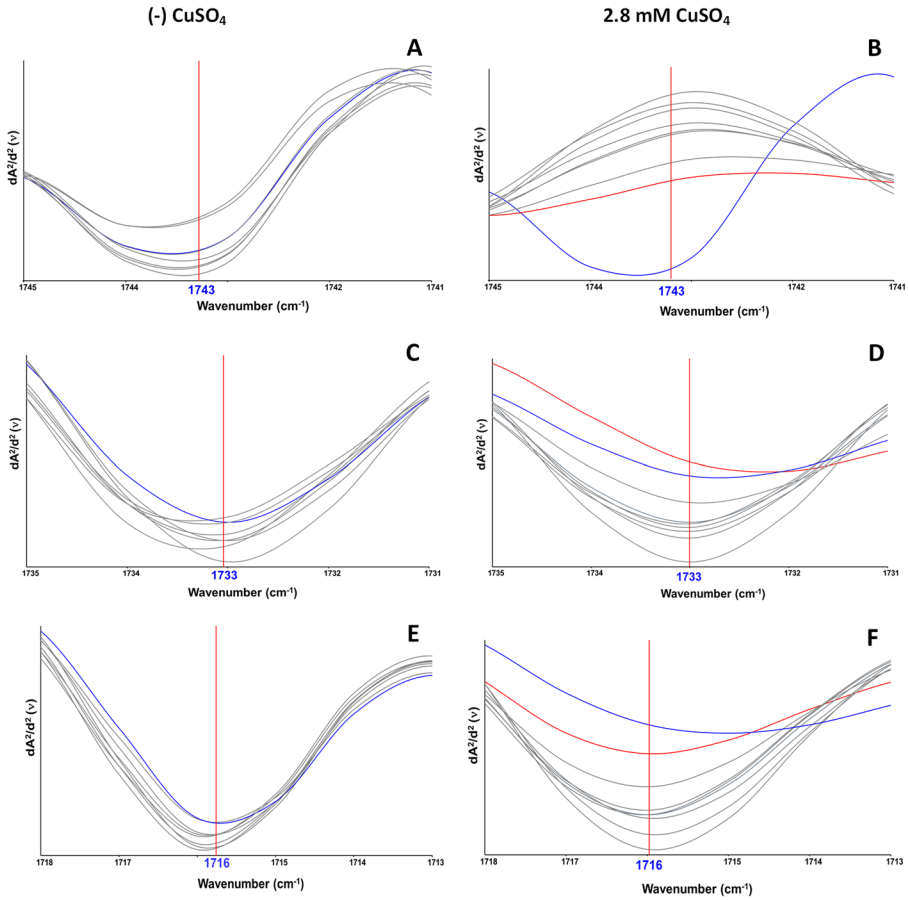 (-) CuSO₄
2.8 mM CuSO₄
A
dA²/d² (ν)
1745
1744
1743
1742
1741
Wavenumber (cm⁻¹)
B
dA²/d² (ν)
1745
1744
1743
1742
1741
Wavenumber (cm⁻¹)
C
dA²/d² (ν)
1735
1734
1733
1732
1731
Wavenumber (cm⁻¹)
D
dA²/d² (ν)
1735
1734
1733
1732
1731
Wavenumber (cm⁻¹)
E
dA²/d² (ν)
1718
1717
1716
1715
1714
1713
Wavenumber (cm⁻¹)
F
dA²/d² (ν)
1718
1717
1716
1715
1714
1713
Wavenumber (cm⁻¹)